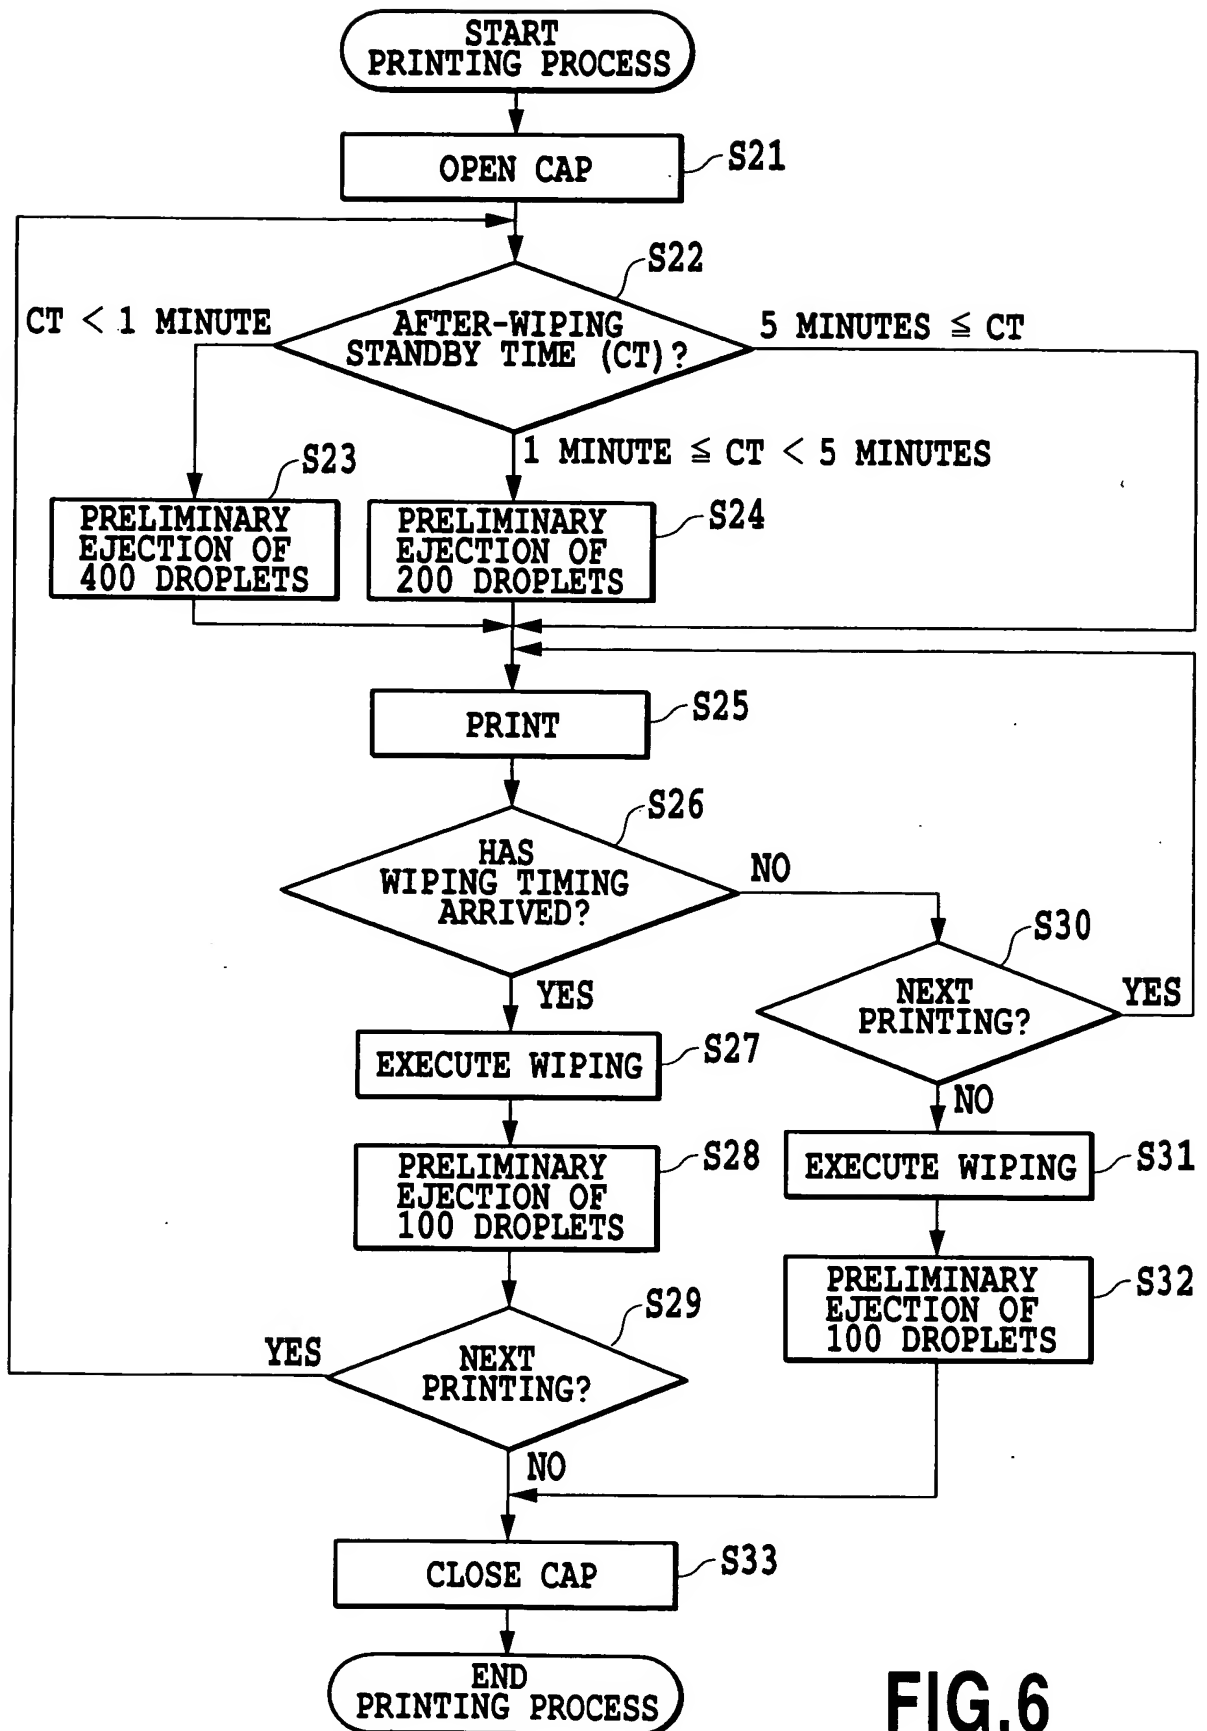 START
PRINTING PROCESS
OPEN CAP
S21
S22
CT < 1 MINUTE
AFTER-WIPING
STANDBY TIME (CT)?
5 MINUTES ≦ CT
1 MINUTE ≦ CT < 5 MINUTES
S23
PRELIMINARY
EJECTION OF
400 DROPLETS
S24
PRELIMINARY
EJECTION OF
200 DROPLETS
PRINT
S25
S26
HAS
WIPING TIMING
ARRIVED?
NO
YES
S30
NEXT
PRINTING?
YES
NO
EXECUTE WIPING
S27
PRELIMINARY
EJECTION OF
100 DROPLETS
S28
EXECUTE WIPING
S31
PRELIMINARY
EJECTION OF
100 DROPLETS
S32
S29
YES
NEXT
PRINTING?
NO
CLOSE CAP
S33
END
PRINTING PROCESS
FIG.6